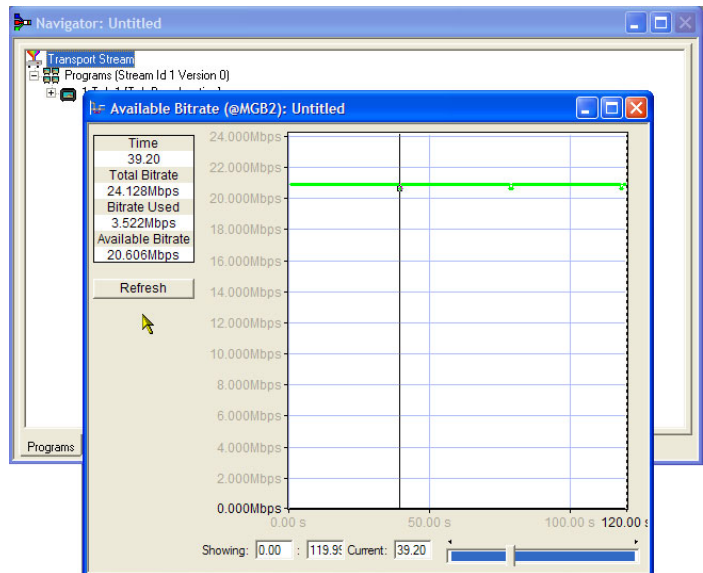 Navigator: Untitled
Transport Stream
Programs (Stream Id 1 Version 0)
Available Bitrate (@MGB2): Untitled
Time
39.20
Total Bitrate
24.128Mbps
Bitrate Used
3.522Mbps
Available Bitrate
20.606Mbps
Refresh
24.000Mbps
22.000Mbps
20.000Mbps
18.000Mbps
16.000Mbps
14.000Mbps
12.000Mbps
10.000Mbps
8.000Mbps
6.000Mbps
4.000Mbps
2.000Mbps
0.000Mbps
0.00 s 50.00 s 100.00 s 120.00 s
Showing: 0.00 : 119.95 Current: 39.20
Programs